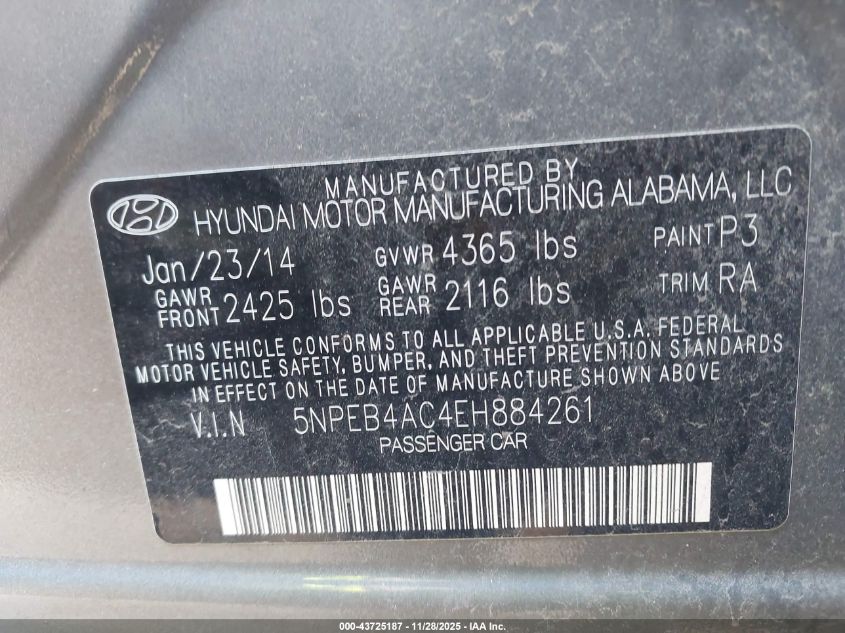 MANUFACTURED BY
HYUNDAI MOTOR MANUFACTURING ALABAMA, LLC
Jan/23/14 GVWR 4365 lbs PAINT P3
GAWR FRONT 2425 lbs GAWR REAR 2116 lbs TRIM RA
THIS VEHICLE CONFORMS TO ALL APPLICABLE U.S.A. FEDERAL
MOTOR VEHICLE SAFETY, BUMPER, AND THEFT PREVENTION STANDARDS
IN EFFECT ON THE DATE OF MANUFACTURE SHOWN ABOVE
V.I.N 5NPEB4AC4EH884261
PASSENGER CAR
000-43725187 - 11/28/2025 - IAA Inc.